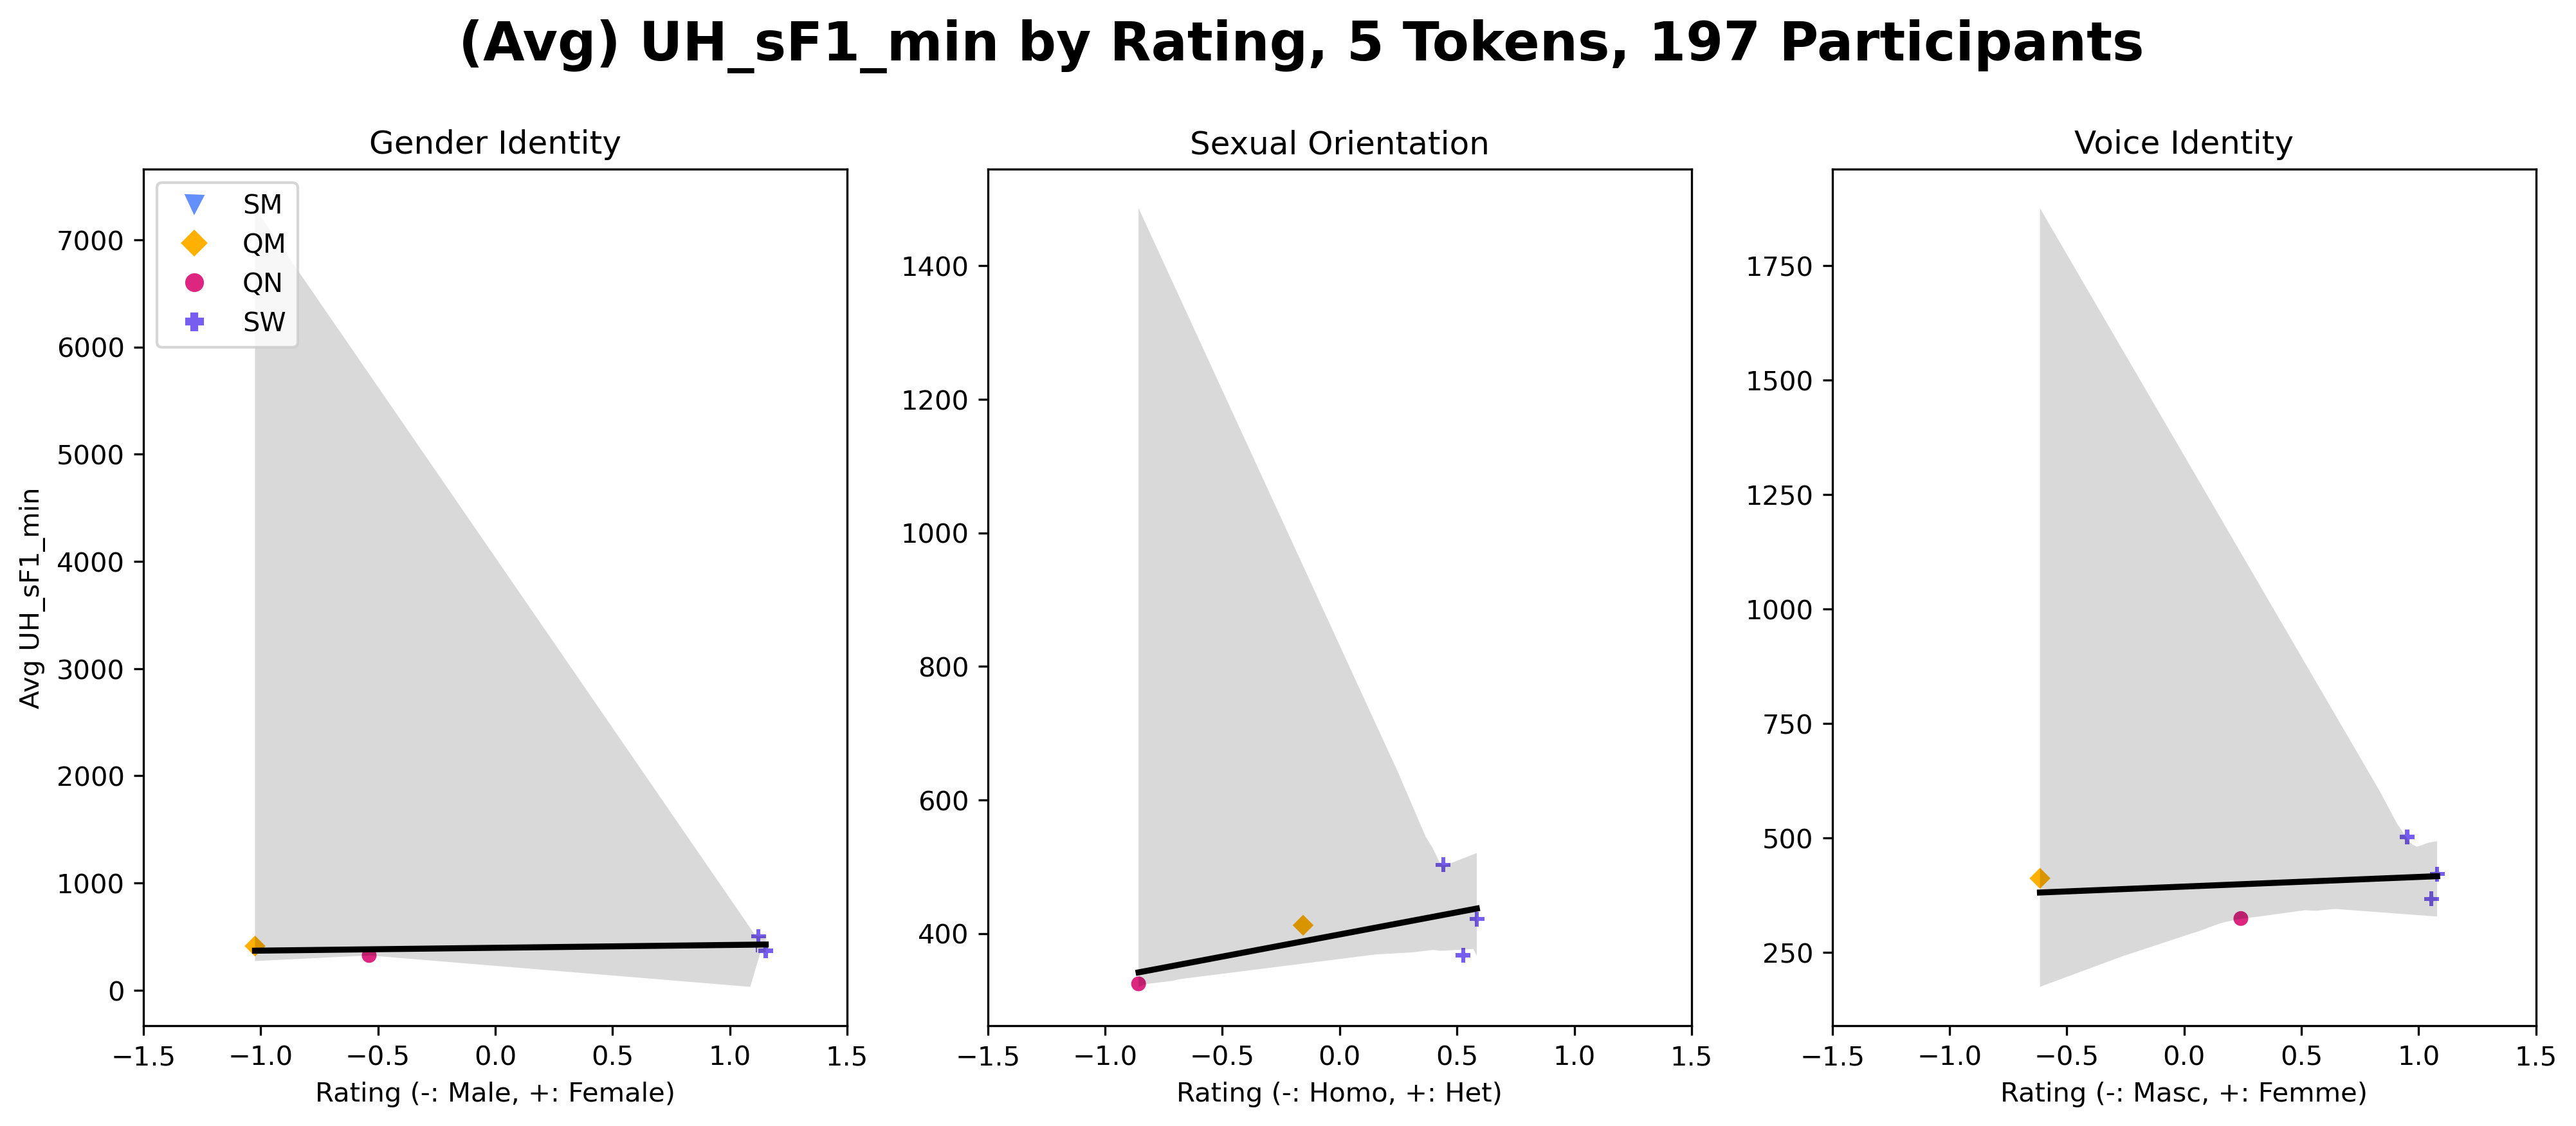 (Avg) UH_sF1_min by Rating, 5 Tokens, 197 Participants
Gender Identity
SM
QM
QN
SW
7000
6000
5000
4000
3000
2000
1000
0
Avg UH_sF1_min
−1.5 −1.0 −0.5 0.0 0.5 1.0 1.5
Rating (-: Male, +: Female)
Sexual Orientation
1400
1200
1000
800
600
400
−1.5 −1.0 −0.5 0.0 0.5 1.0 1.5
Rating (-: Homo, +: Het)
Voice Identity
1750
1500
1250
1000
750
500
250
−1.5 −1.0 −0.5 0.0 0.5 1.0 1.5
Rating (-: Masc, +: Femme)